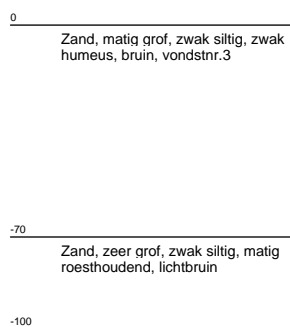 0
Zand, matig grof, zwak siltig, zwak
humeus, bruin, vondstnr.3
-70
Zand, zeer grof, zwak siltig, matig
roesthoudend, lichtbruin
-100